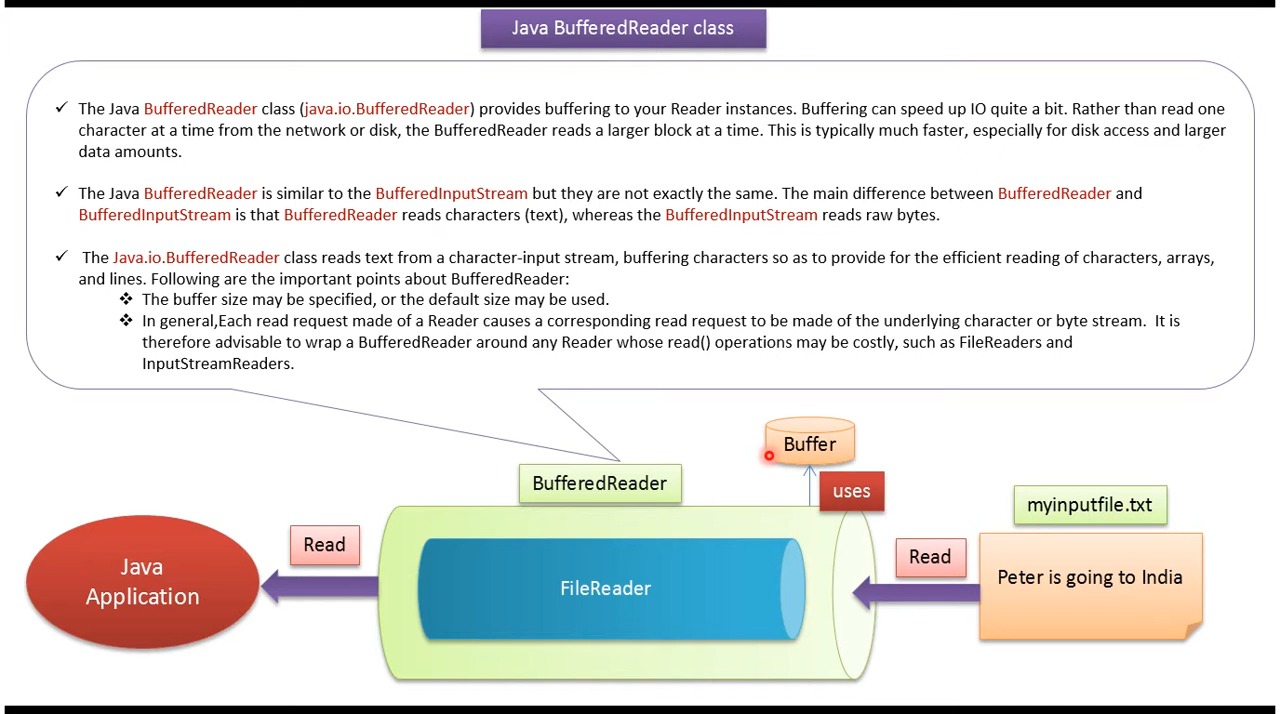 Java BufferedReader class
✓ The Java BufferedReader class (java.io.BufferedReader) provides buffering to your Reader instances. Buffering can speed up IO quite a bit. Rather than read one
character at a time from the network or disk, the BufferedReader reads a larger block at a time. This is typically much faster, especially for disk access and larger
data amounts.
✓ The Java BufferedReader is similar to the BufferedInputStream but they are not exactly the same. The main difference between BufferedReader and
BufferedInputStream is that BufferedReader reads characters (text), whereas the BufferedInputStream reads raw bytes.
✓ The Java.io.BufferedReader class reads text from a character-input stream, buffering characters so as to provide for the efficient reading of characters, arrays,
and lines. Following are the important points about BufferedReader:
❖ The buffer size may be specified, or the default size may be used.
❖ In general,Each read request made of a Reader causes a corresponding read request to be made of the underlying character or byte stream. It is
therefore advisable to wrap a BufferedReader around any Reader whose read() operations may be costly, such as FileReaders and
InputStreamReaders.
Buffer
BufferedReader
uses
myinputfile.txt
Read
Read
Java
Application
FileReader
Peter is going to India